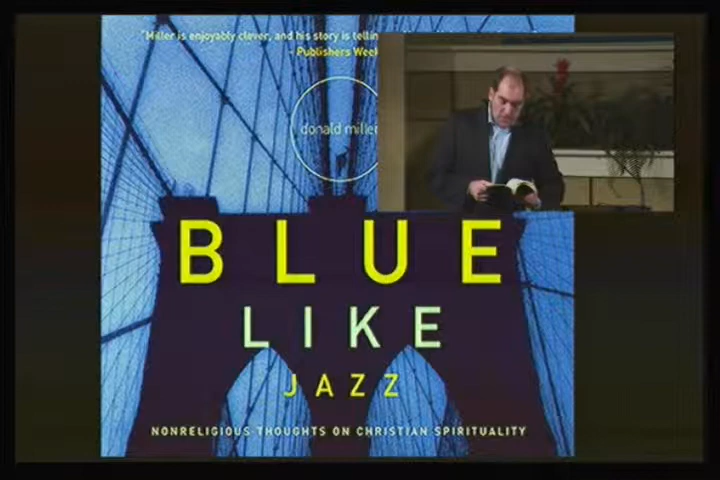 "Miller is enjoyably clever, and his story is tellin
- Publishers Week
donald miller
BLUE
LIKE
JAZZ
NONRELIGIOUS THOUGHTS ON CHRISTIAN SPIRITUALITY